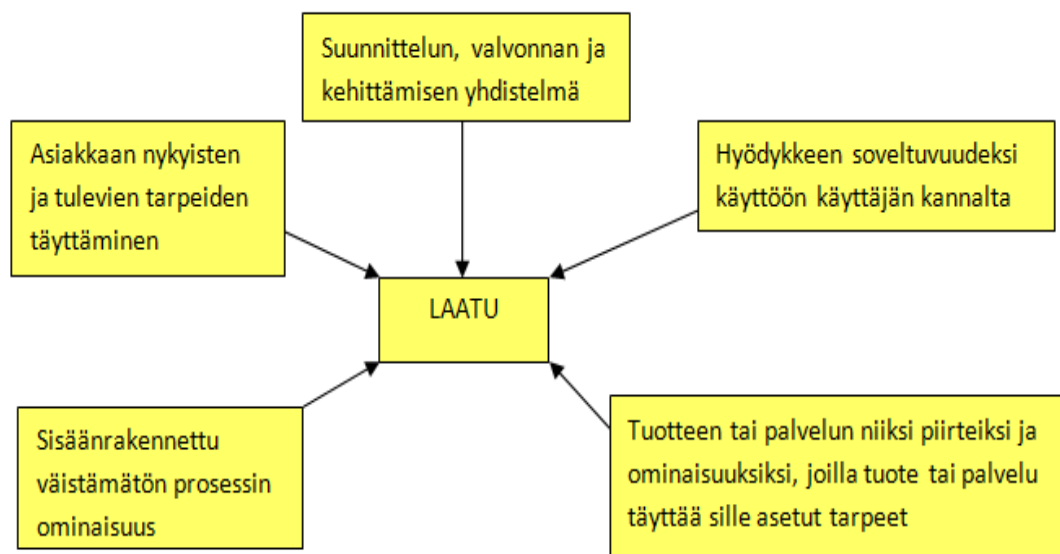 Suunnittelun, valvonnan ja
kehittämisen yhdistelmä
Asiakkaan nykyisten
ja tulevien tarpeiden
täyttäminen
Hyödykkeen soveltuvuudeksi
käyttöön käyttäjän kannalta
LAATU
Sisäänrakennettu
väistämätön prosessin
ominaisuus
Tuotteen tai palvelun niiksi piirteiksi ja
ominaisuuksiksi, joilla tuote tai palvelu
täyttää sille asetut tarpeet